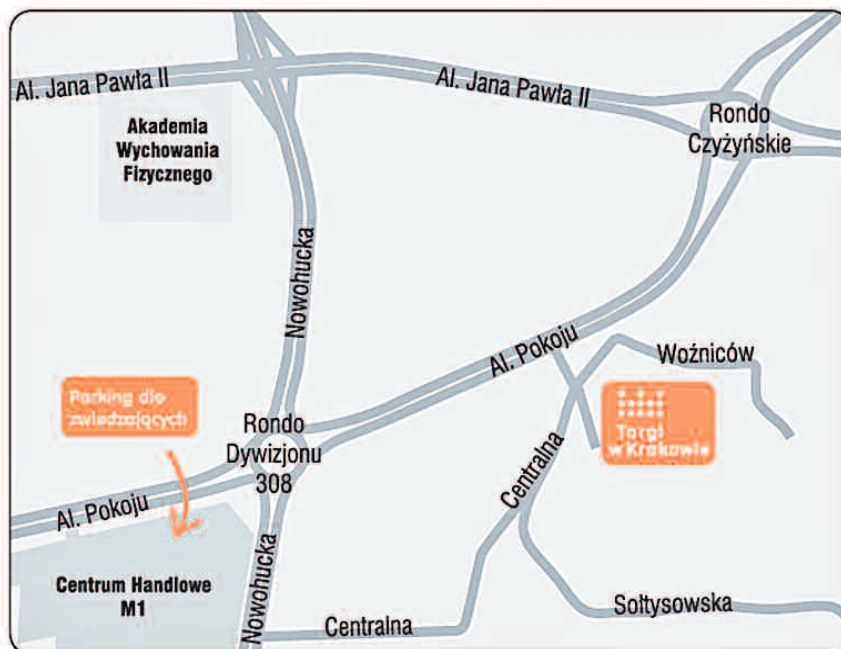 Al. Jana Pawła II
Al. Jana Pawła II
Rondo
Czyżyńskie
Akademia
Wychowania
Fizycznego
Nowohucka
Al. Pokoju
Woźniców
Parking dla
zwiedzających
Rondo
Dywizjonu
308
Targi
w Krakowie
Centralna
Al. Pokoju
Nowohucka
Centrum Handlowe
M1
Centralna
Sołtysowska